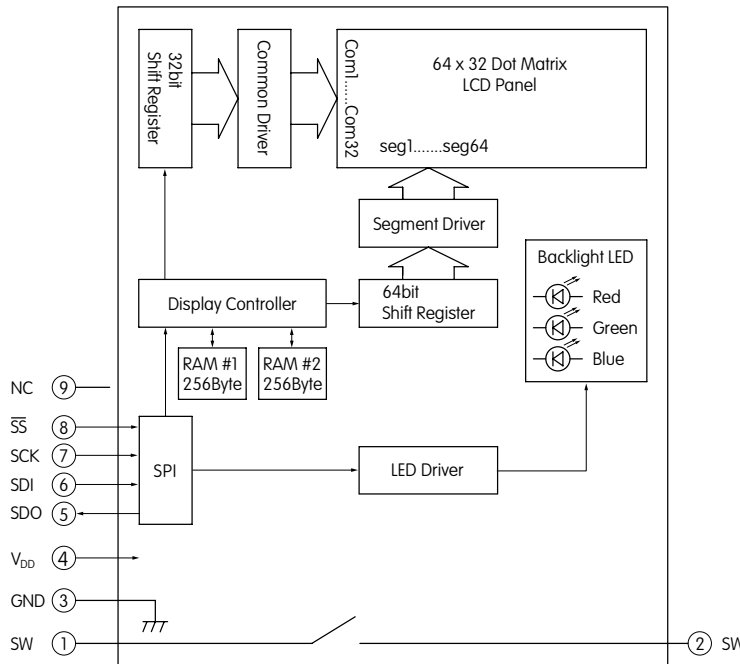 32bit
Shift Register
Common Driver
Com1.....Com32
64 x 32 Dot Matrix
LCD Panel
seg1.......seg64
Segment Driver
Backlight LED
Red
Green
Blue
Display Controller
64bit
Shift Register
RAM #1
256Byte
RAM #2
256Byte
NC 9
SS 8
SCK 7
SDI 6
SDO 5
SPI
LED Driver
VDD 4
GND 3
SW 1
2 SW